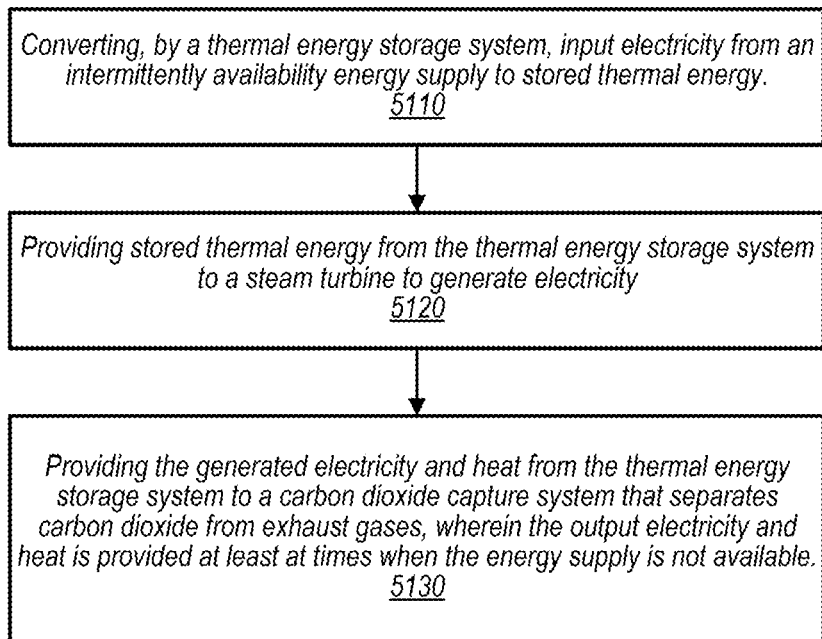 Converting, by a thermal energy storage system, input electricity from an
intermittently availability energy supply to stored thermal energy.
5110
Providing stored thermal energy from the thermal energy storage system
to a steam turbine to generate electricity
5120
Providing the generated electricity and heat from the thermal energy
storage system to a carbon dioxide capture system that separates
carbon dioxide from exhaust gases, wherein the output electricity and
heat is provided at least at times when the energy supply is not available.
5130